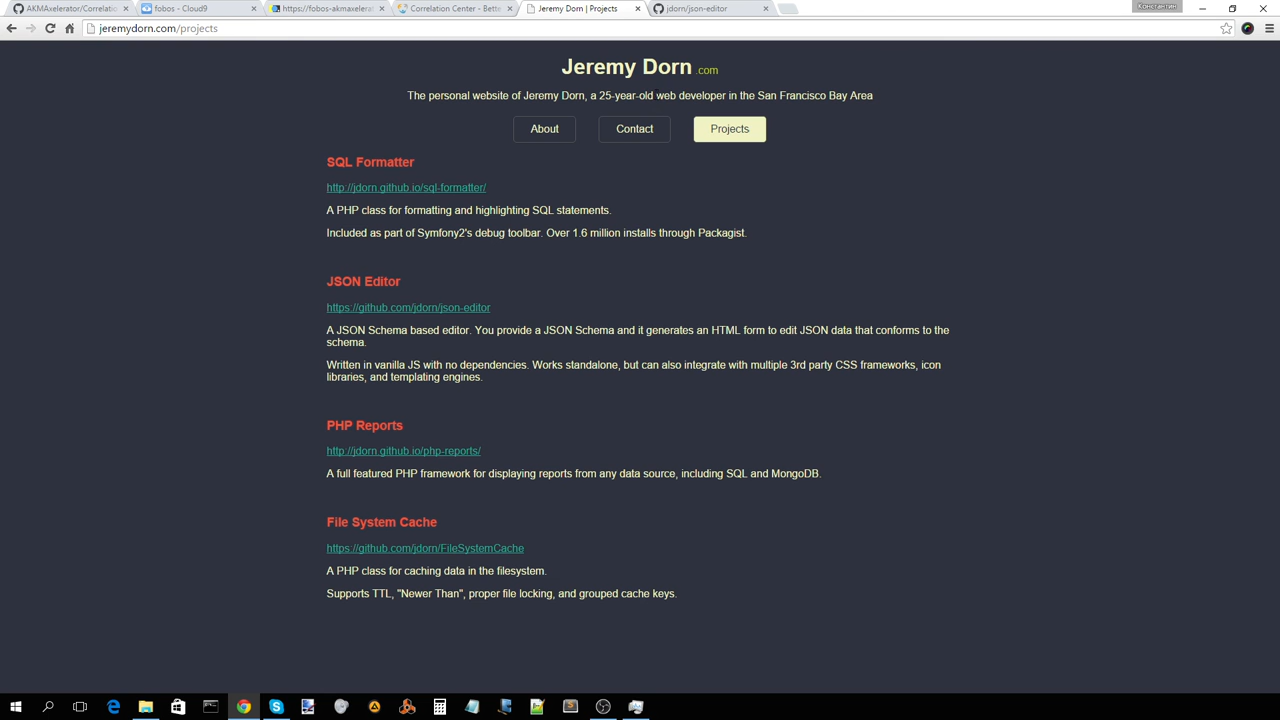 AKMAxelerator/Correlatio
fobos - Cloud9
https://fobos-akmaxelerat
Correlation Center - Bette
Jeremy Dorn | Projects
jdorn/json-editor
Константин
jeremydorn.com/projects
Jeremy Dorn .com
The personal website of Jeremy Dorn, a 25-year-old web developer in the San Francisco Bay Area
About
Contact
Projects
SQL Formatter
http://jdorn.github.io/sql-formatter/
A PHP class for formatting and highlighting SQL statements.
Included as part of Symfony2's debug toolbar. Over 1.6 million installs through Packagist.
JSON Editor
https://github.com/jdorn/json-editor
A JSON Schema based editor. You provide a JSON Schema and it generates an HTML form to edit JSON data that conforms to the
schema.
Written in vanilla JS with no dependencies. Works standalone, but can also integrate with multiple 3rd party CSS frameworks, icon
libraries, and templating engines.
PHP Reports
http://jdorn.github.io/php-reports/
A full featured PHP framework for displaying reports from any data source, including SQL and MongoDB.
File System Cache
https://github.com/jdorn/FileSystemCache
A PHP class for caching data in the filesystem.
Supports TTL, "Newer Than", proper file locking, and grouped cache keys.